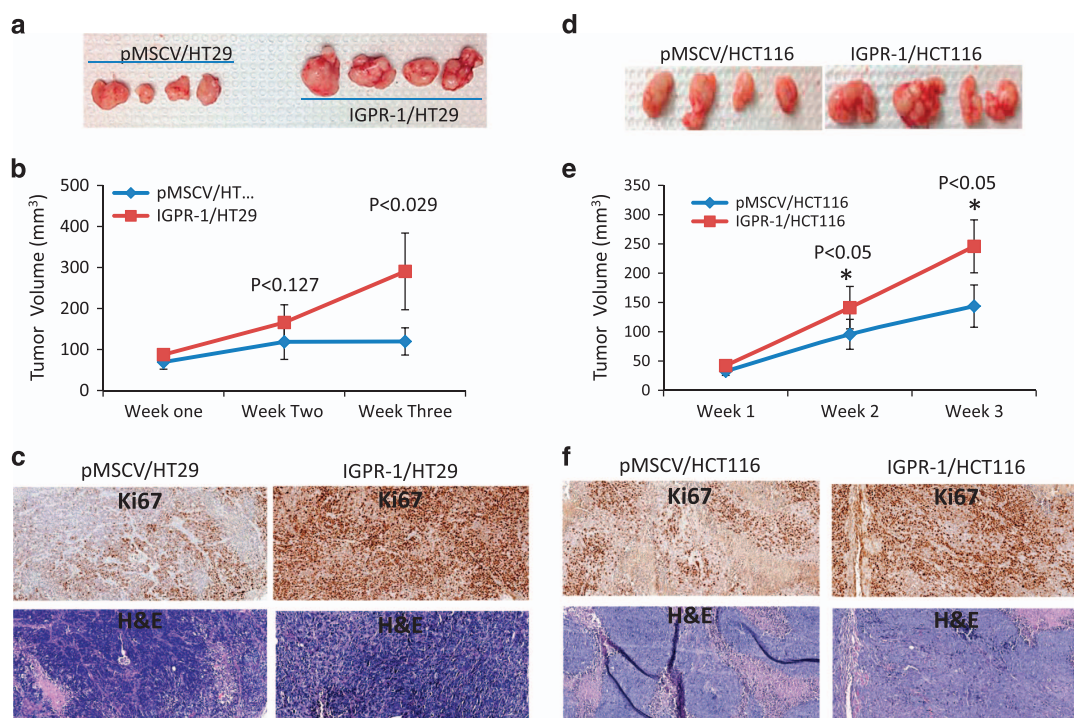 a
pMSCV/HT29
IGPR-1/HT29
b
Tumor Volume (mm³)
500
400
300
200
100
0
pMSCV/HT...
IGPR-1/HT29
P<0.127
P<0.029
Week one
Week Two
Week Three
c
pMSCV/HT29
IGPR-1/HT29
Ki67
Ki67
H&E
H&E
d
pMSCV/HCT116
IGPR-1/HCT116
e
Tumor Volume (mm³)
350
300
250
200
150
100
50
0
pMSCV/HCT116
IGPR-1/HCT116
P<0.05
*
P<0.05
*
Week 1
Week 2
Week 3
f
pMSCV/HCT116
IGPR-1/HCT116
Ki67
Ki67
H&E
H&E